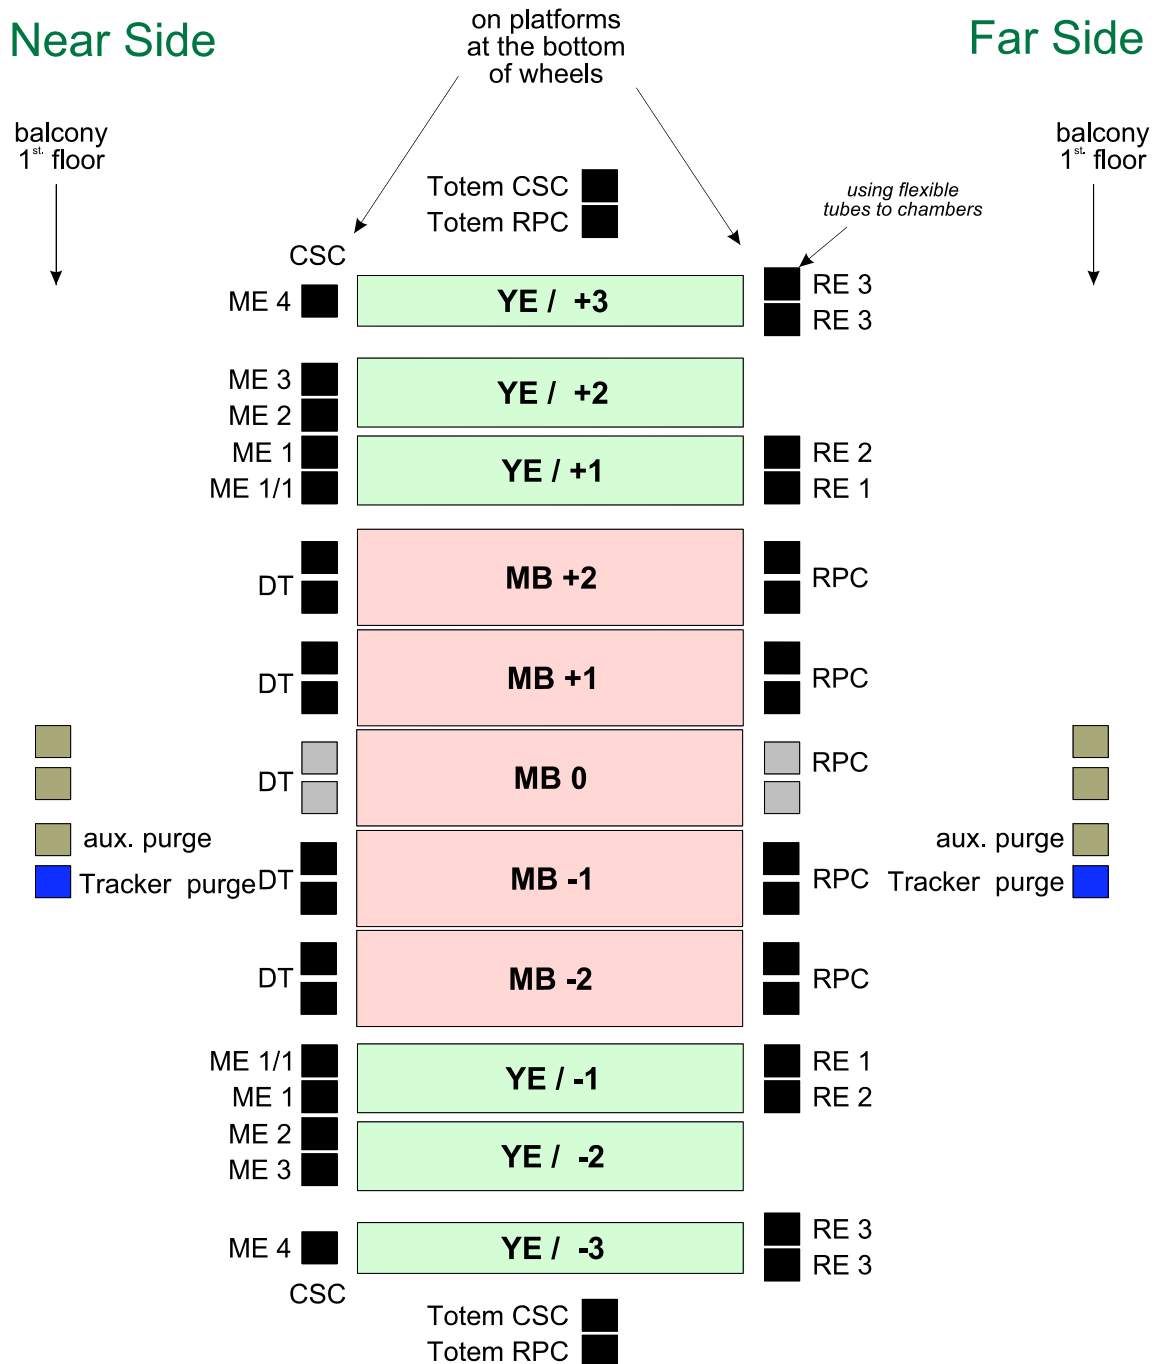 Near Side
on platforms
at the bottom
of wheels
Far Side
balcony
1st. floor
balcony
1st. floor
Totem CSC
Totem RPC
using flexible
tubes to chambers
CSC
ME 4
YE / +3
RE 3
RE 3
ME 3
ME 2
YE / +2
ME 1
ME 1/1
YE / +1
RE 2
RE 1
DT
MB +2
RPC
DT
MB +1
RPC
DT
MB 0
RPC
aux. purge
Tracker purge
DT
MB -1
RPC
aux. purge
Tracker purge
DT
MB -2
RPC
ME 1/1
ME 1
YE / -1
RE 1
RE 2
ME 2
ME 3
YE / -2
ME 4
YE / -3
RE 3
RE 3
CSC
Totem CSC
Totem RPC